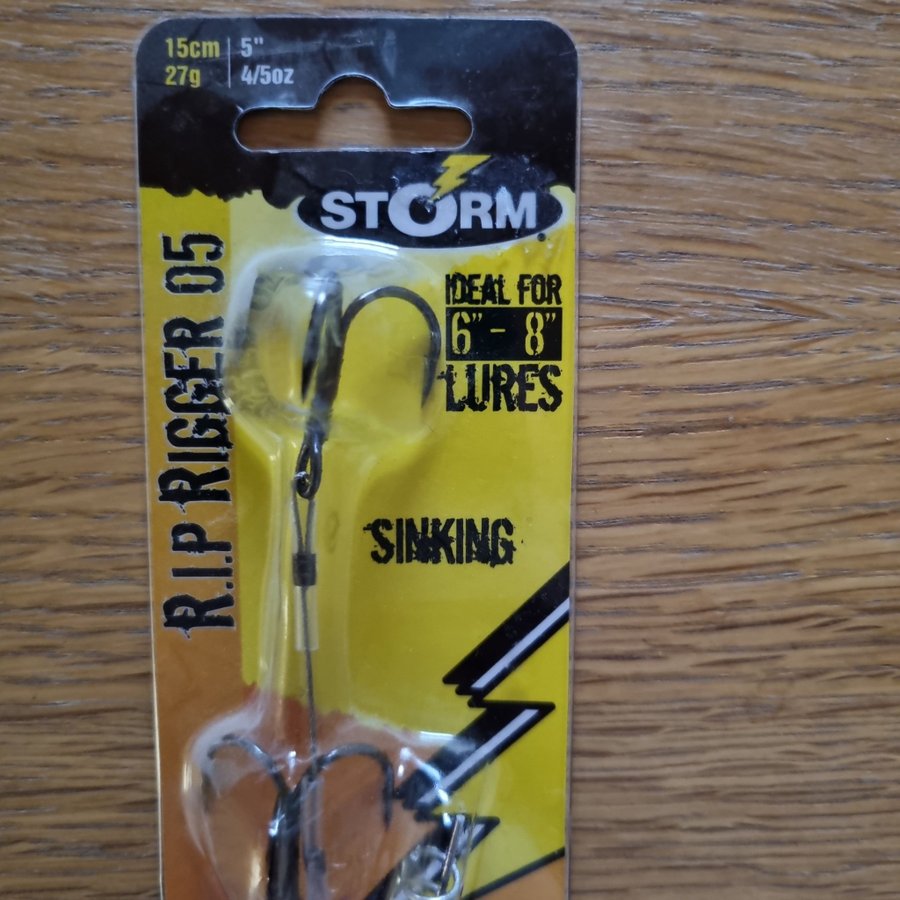 15cm | 5"
27g | 4/5oz
STORM
R.I.P RIGGER 05
IDEAL FOR
6" - 8"
LURES
SINKING